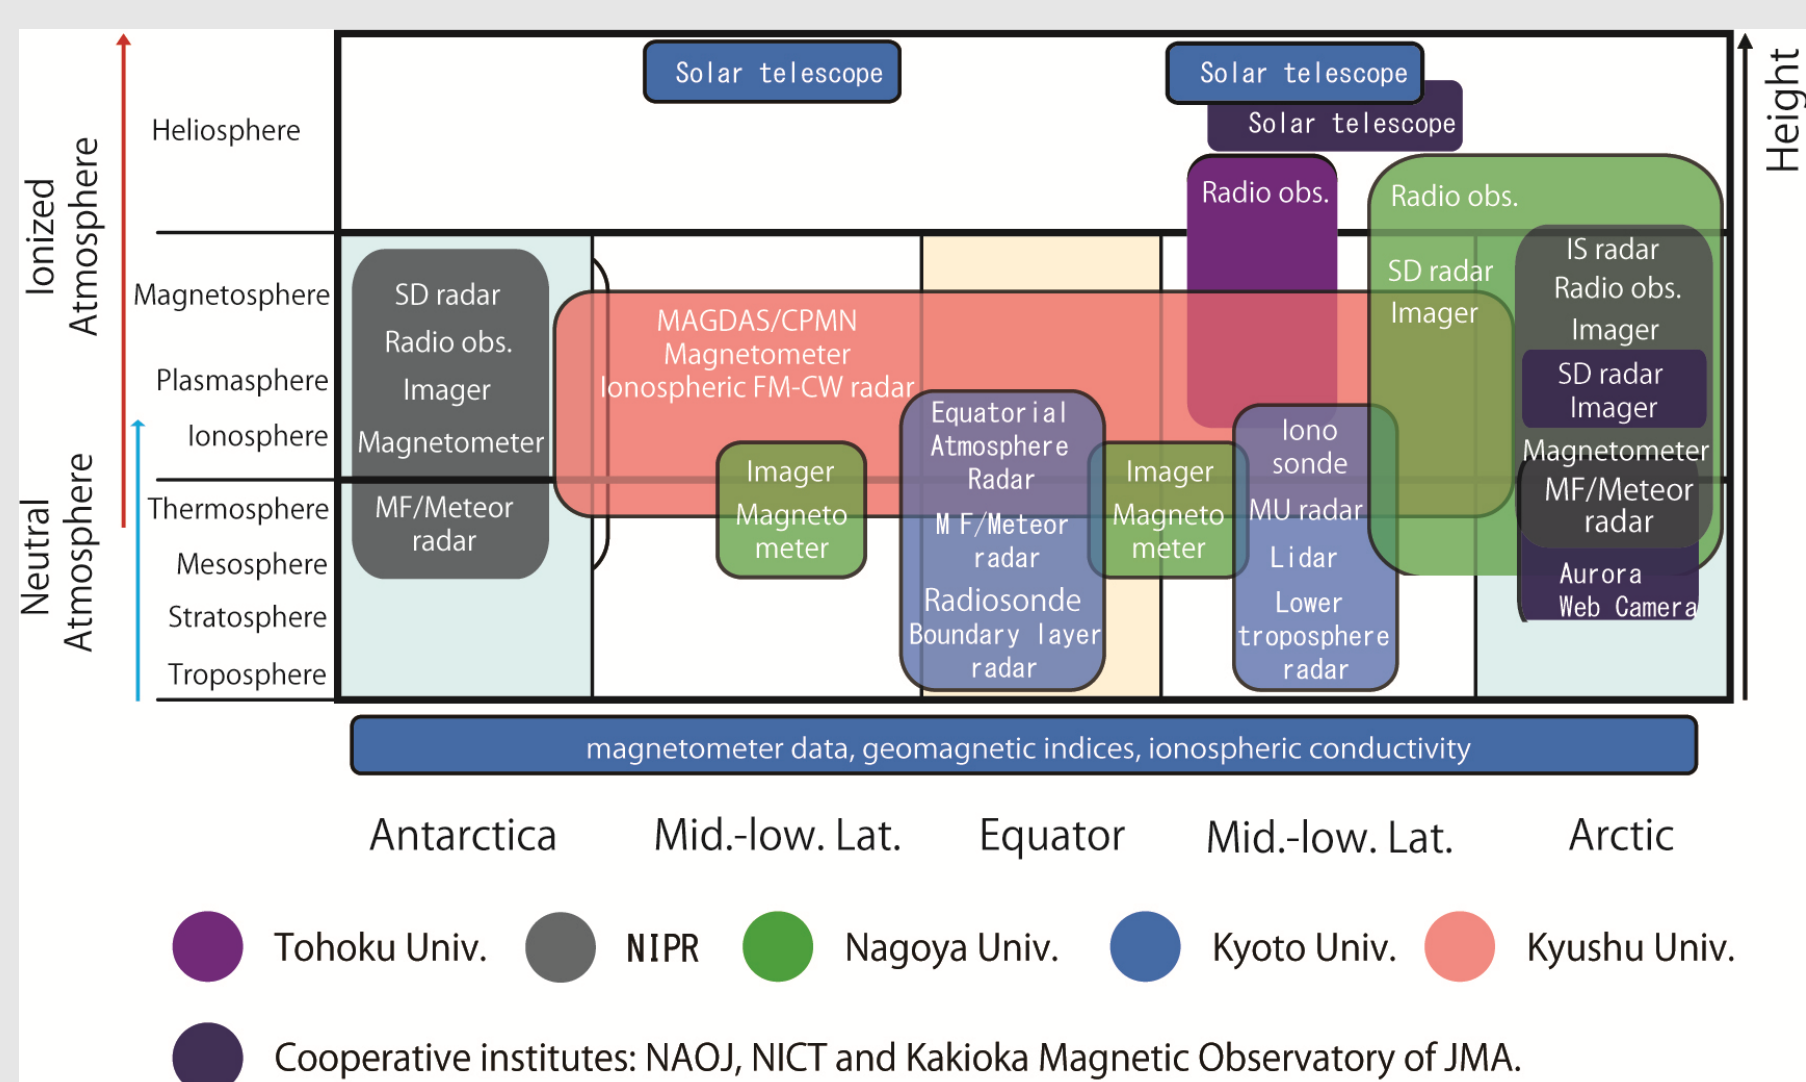 Solar telescope
Solar telescope
Solar telescope
Height
Ionized
Atmosphere
Neutral
Atmosphere
Heliosphere
Magnetosphere
Plasmasphere
Ionosphere
Thermosphere
Mesosphere
Stratosphere
Troposphere
SD radar
Radio obs.
Imager
Magnetometer
MF/Meteor
radar
MAGDAS/CPMN
Magnetometer
Ionospheric FM-CW radar
Imager
Magneto
meter
Equatorial
Atmosphere
Radar
MF/Meteor
radar
Radiosonde
Boundary layer
radar
Imager
Magneto
meter
Radio obs.
Iono
sonde
MU radar
Lidar
Lower
troposphere
radar
Radio obs.
SD radar
Imager
IS radar
Radio obs.
Imager
SD radar
Imager
Magnetometer
MF/Meteor
radar
Aurora
Web Camera
magnetometer data, geomagnetic indices, ionospheric conductivity
Antarctica
Mid.-low. Lat.
Equator
Mid.-low. Lat.
Arctic
Tohoku Univ.
NIPR
Nagoya Univ.
Kyoto Univ.
Kyushu Univ.
Cooperative institutes: NAOJ, NICT and Kakioka Magnetic Observatory of JMA.